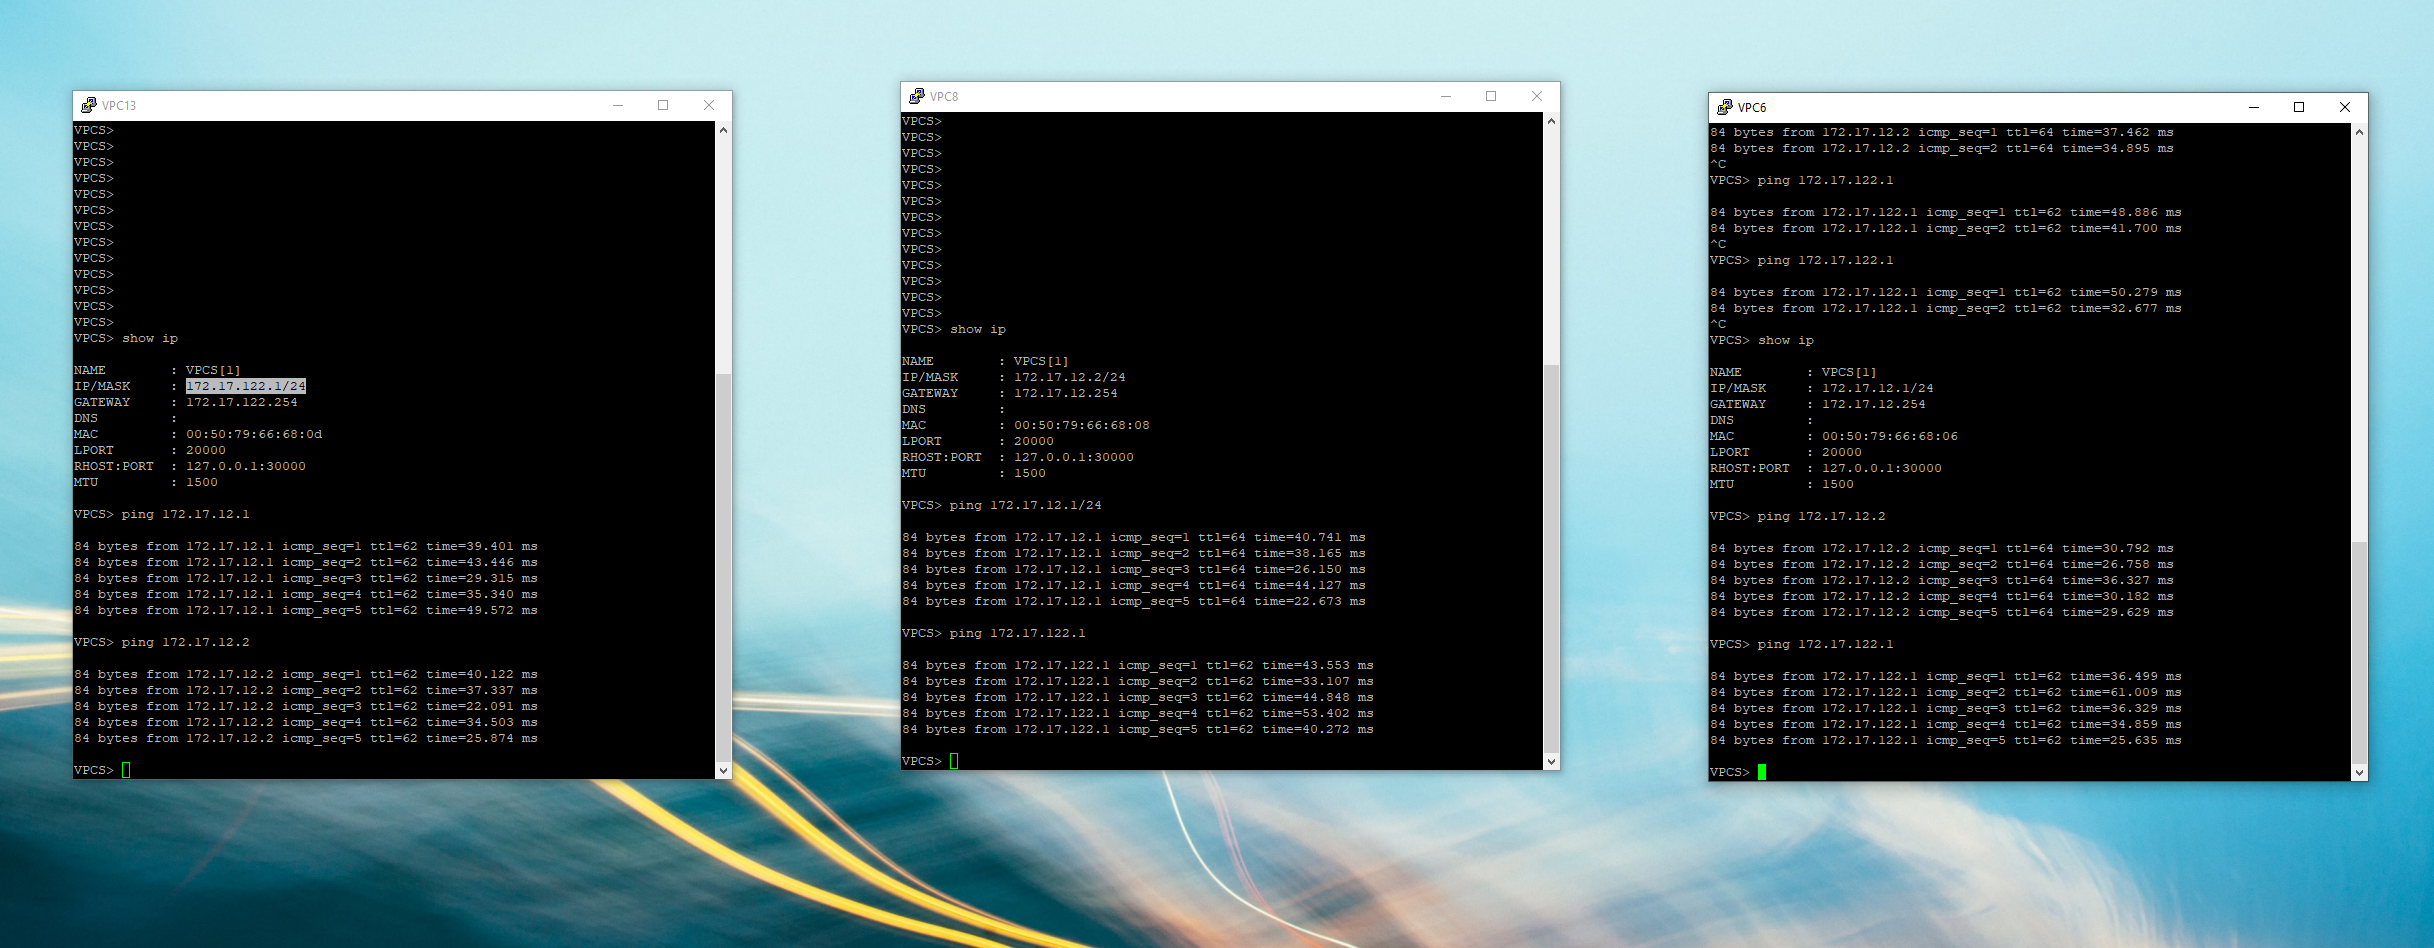 VPC13
VPCS>
VPCS>
VPCS>
VPCS>
VPCS>
VPCS>
VPCS>
VPCS>
VPCS>
VPCS>
VPCS>
VPCS>
VPCS>
VPCS> show ip
NAME        : VPCS[1]
IP/MASK     : 172.17.122.1/24
GATEWAY     : 172.17.122.254
DNS         :
MAC         : 00:50:79:66:68:0d
LPORT       : 20000
RHOST:PORT  : 127.0.0.1:30000
MTU         : 1500
VPCS> ping 172.17.12.1
84 bytes from 172.17.12.1 icmp_seq=1 ttl=62 time=39.401 ms
84 bytes from 172.17.12.1 icmp_seq=2 ttl=62 time=43.446 ms
84 bytes from 172.17.12.1 icmp_seq=3 ttl=62 time=29.315 ms
84 bytes from 172.17.12.1 icmp_seq=4 ttl=62 time=35.340 ms
84 bytes from 172.17.12.1 icmp_seq=5 ttl=62 time=49.572 ms
VPCS> ping 172.17.12.2
84 bytes from 172.17.12.2 icmp_seq=1 ttl=62 time=40.122 ms
84 bytes from 172.17.12.2 icmp_seq=2 ttl=62 time=37.337 ms
84 bytes from 172.17.12.2 icmp_seq=3 ttl=62 time=22.091 ms
84 bytes from 172.17.12.2 icmp_seq=4 ttl=62 time=34.503 ms
84 bytes from 172.17.12.2 icmp_seq=5 ttl=62 time=25.874 ms
VPCS>
VPC8
VPCS>
VPCS>
VPCS>
VPCS>
VPCS>
VPCS>
VPCS>
VPCS>
VPCS>
VPCS>
VPCS>
VPCS>
VPCS>
VPCS> show ip
NAME        : VPCS[1]
IP/MASK     : 172.17.12.2/24
GATEWAY     : 172.17.12.254
DNS         :
MAC         : 00:50:79:66:68:08
LPORT       : 20000
RHOST:PORT  : 127.0.0.1:30000
MTU         : 1500
VPCS> ping 172.17.12.1/24
84 bytes from 172.17.12.1 icmp_seq=1 ttl=64 time=40.741 ms
84 bytes from 172.17.12.1 icmp_seq=2 ttl=64 time=38.165 ms
84 bytes from 172.17.12.1 icmp_seq=3 ttl=64 time=26.150 ms
84 bytes from 172.17.12.1 icmp_seq=4 ttl=64 time=44.127 ms
84 bytes from 172.17.12.1 icmp_seq=5 ttl=64 time=22.673 ms
VPCS> ping 172.17.122.1
84 bytes from 172.17.122.1 icmp_seq=1 ttl=62 time=43.553 ms
84 bytes from 172.17.122.1 icmp_seq=2 ttl=62 time=33.107 ms
84 bytes from 172.17.122.1 icmp_seq=3 ttl=62 time=44.848 ms
84 bytes from 172.17.122.1 icmp_seq=4 ttl=62 time=53.402 ms
84 bytes from 172.17.122.1 icmp_seq=5 ttl=62 time=40.272 ms
VPCS>
VPC6
84 bytes from 172.17.12.2 icmp_seq=1 ttl=64 time=37.462 ms
84 bytes from 172.17.12.2 icmp_seq=2 ttl=64 time=34.895 ms
^C
VPCS> ping 172.17.122.1
84 bytes from 172.17.122.1 icmp_seq=1 ttl=62 time=48.886 ms
84 bytes from 172.17.122.1 icmp_seq=2 ttl=62 time=41.700 ms
^C
VPCS> ping 172.17.122.1
84 bytes from 172.17.122.1 icmp_seq=1 ttl=62 time=50.279 ms
84 bytes from 172.17.122.1 icmp_seq=2 ttl=62 time=32.677 ms
^C
VPCS> show ip
NAME        : VPCS[1]
IP/MASK     : 172.17.12.1/24
GATEWAY     : 172.17.12.254
DNS         :
MAC         : 00:50:79:66:68:06
LPORT       : 20000
RHOST:PORT  : 127.0.0.1:30000
MTU         : 1500
VPCS> ping 172.17.12.2
84 bytes from 172.17.12.2 icmp_seq=1 ttl=64 time=30.792 ms
84 bytes from 172.17.12.2 icmp_seq=2 ttl=64 time=26.758 ms
84 bytes from 172.17.12.2 icmp_seq=3 ttl=64 time=36.327 ms
84 bytes from 172.17.12.2 icmp_seq=4 ttl=64 time=30.182 ms
84 bytes from 172.17.12.2 icmp_seq=5 ttl=64 time=29.629 ms
VPCS> ping 172.17.122.1
84 bytes from 172.17.122.1 icmp_seq=1 ttl=62 time=36.499 ms
84 bytes from 172.17.122.1 icmp_seq=2 ttl=62 time=61.009 ms
84 bytes from 172.17.122.1 icmp_seq=3 ttl=62 time=36.329 ms
84 bytes from 172.17.122.1 icmp_seq=4 ttl=62 time=34.859 ms
84 bytes from 172.17.122.1 icmp_seq=5 ttl=62 time=25.635 ms
VPCS>